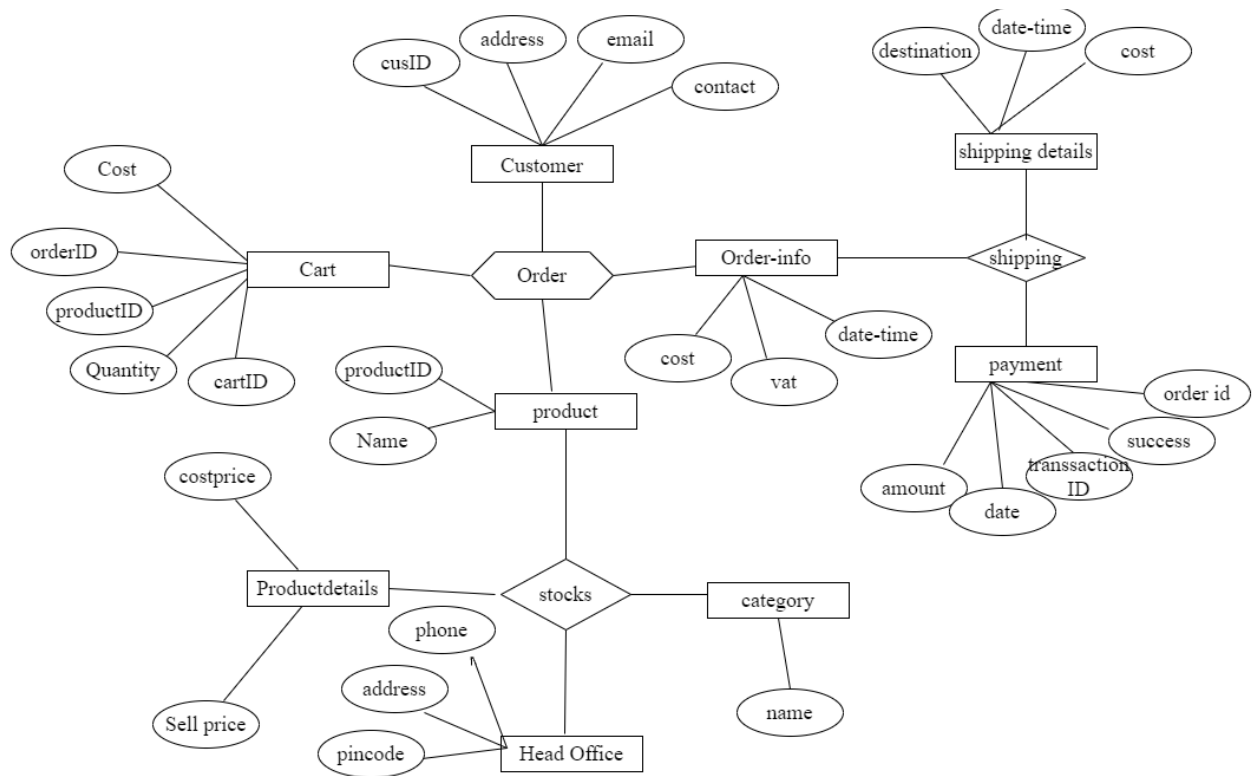 date-time
address
email
destination
cost
cusID
contact
Customer
shipping details
Cost
orderID
Cart
Order
Order-info
shipping
productID
Quantity
cartID
productID
cost
vat
date-time
payment
order id
product
Name
success
transsaction
ID
amount
date
costprice
Productdetails
stocks
category
phone
address
Sell price
name
pincode
Head Office